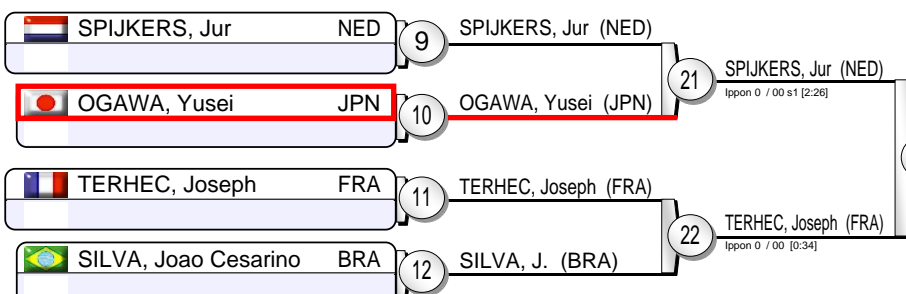 SPIJKERS, Jur NED
9
SPIJKERS, Jur (NED)
21
SPIJKERS, Jur (NED)
Ippon 0 / 00 s1 [2:26]
OGAWA, Yusei JPN
10
OGAWA, Yusei (JPN)
TERHEC, Joseph FRA
11
TERHEC, Joseph (FRA)
22
TERHEC, Joseph (FRA)
Ippon 0 / 00 [0:34]
SILVA, Joao Cesarino BRA
12
SILVA, J. (BRA)